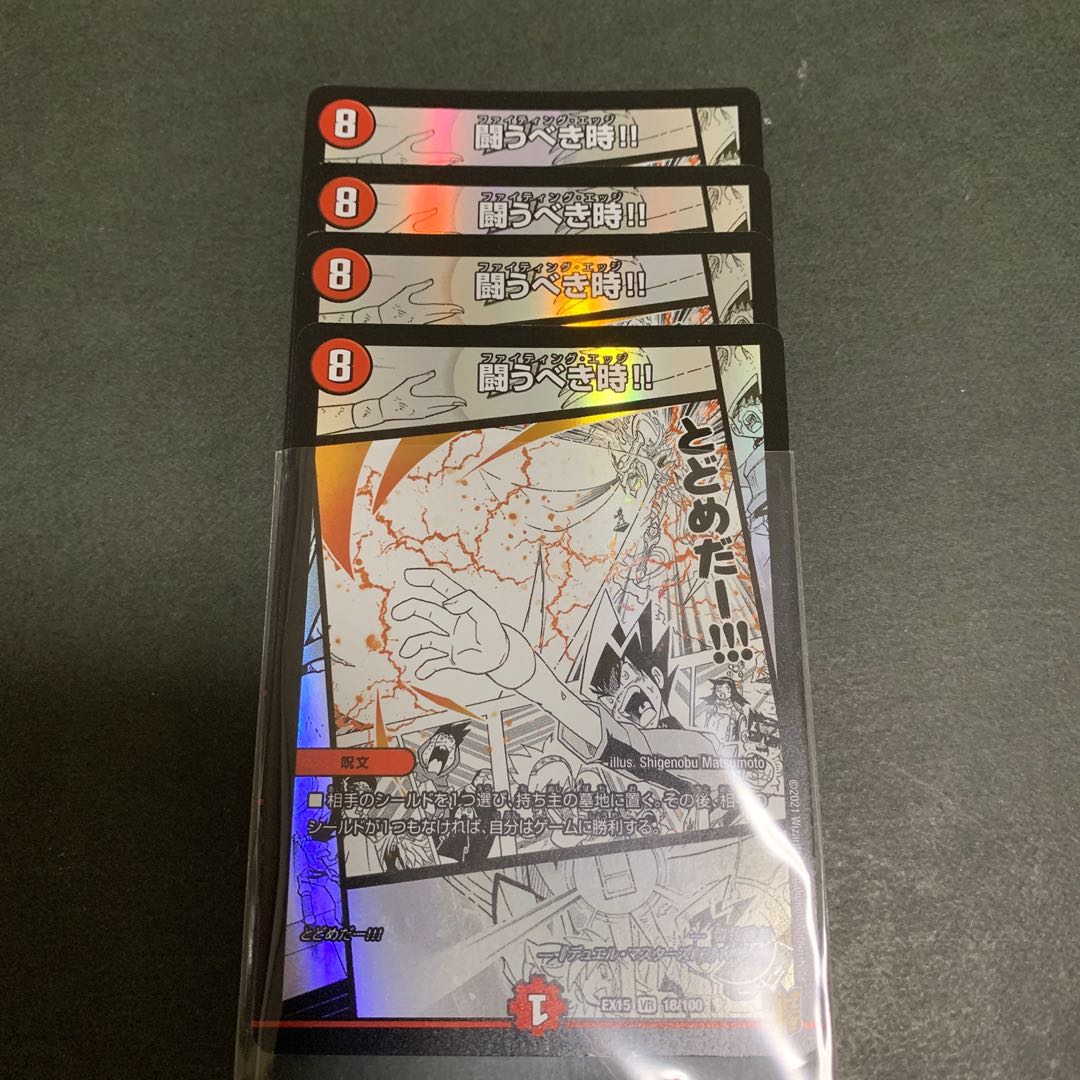 8
ファイティング・エッジ
闘うべき時!!
8
ファイティング・エッジ
闘うべき時!!
8
ファイティング・エッジ
闘うべき時!!
8
ファイティング・エッジ
闘うべき時!!
とどめだー!!!
呪文
illus. Shigenobu Matsumoto
■相手のシールドを1つ選び、持ち主の墓地に置く。その後、相手の
シールドが1つもなければ、自分はゲームに勝利する。
とどめだー!!!
―「デュエル・マスターズ
1
EX15 VR 18/100
©2021